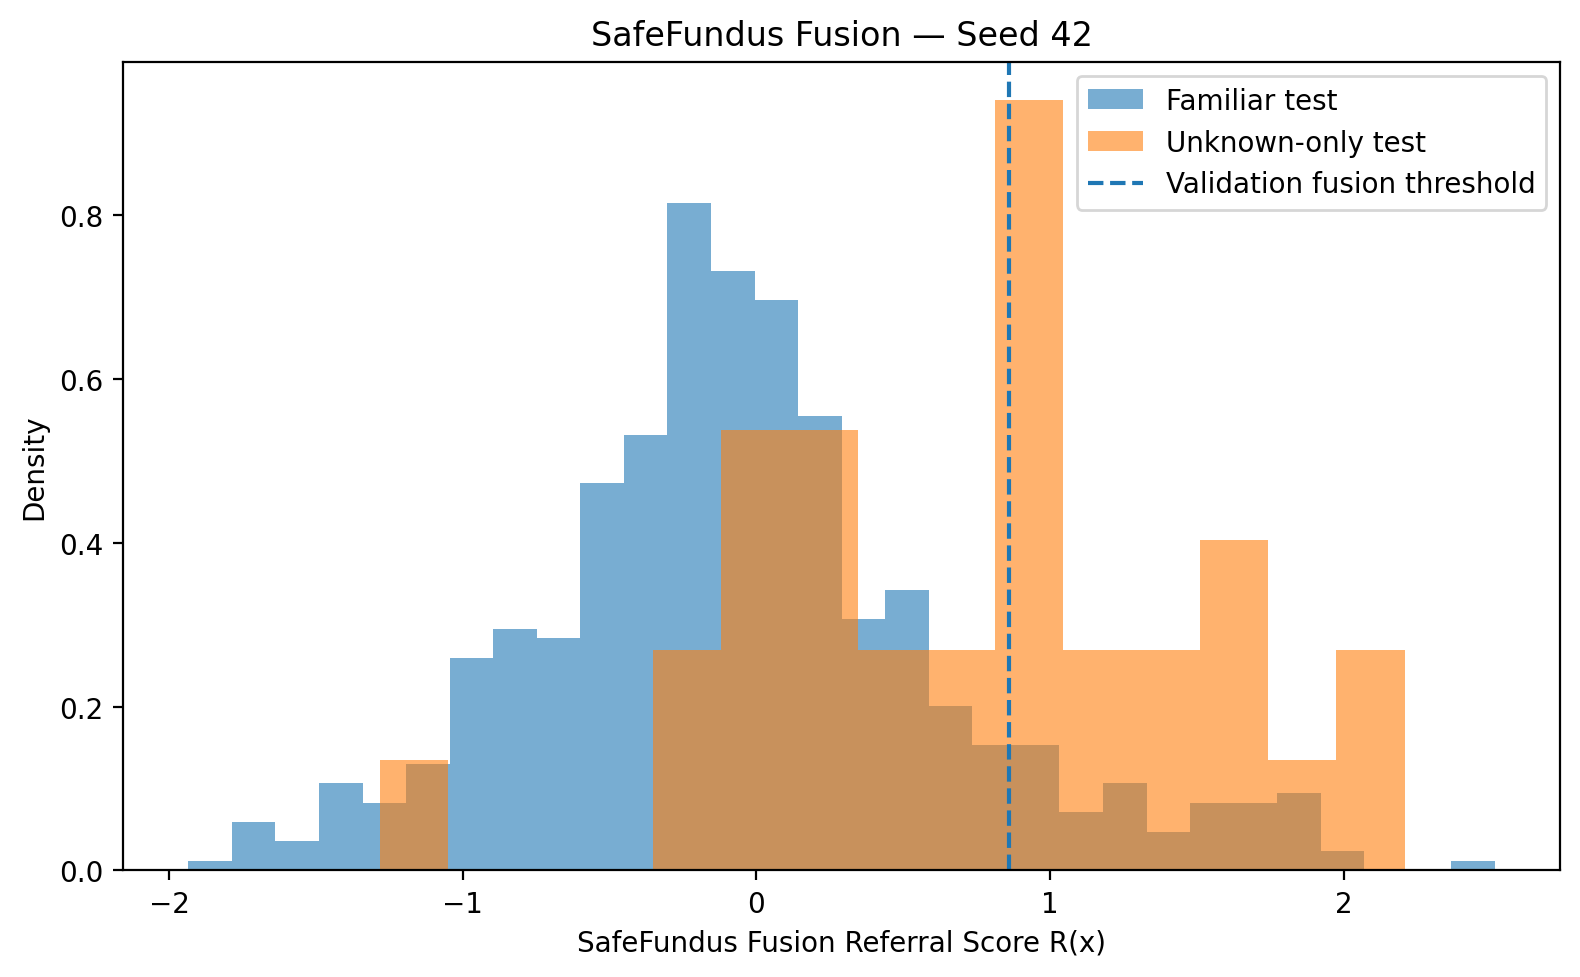 SafeFundus Fusion — Seed 42
Familiar test
Unknown-only test
Validation fusion threshold
Density
0.8
0.6
0.4
0.2
0.0
−2
−1
0
1
2
SafeFundus Fusion Referral Score R(x)